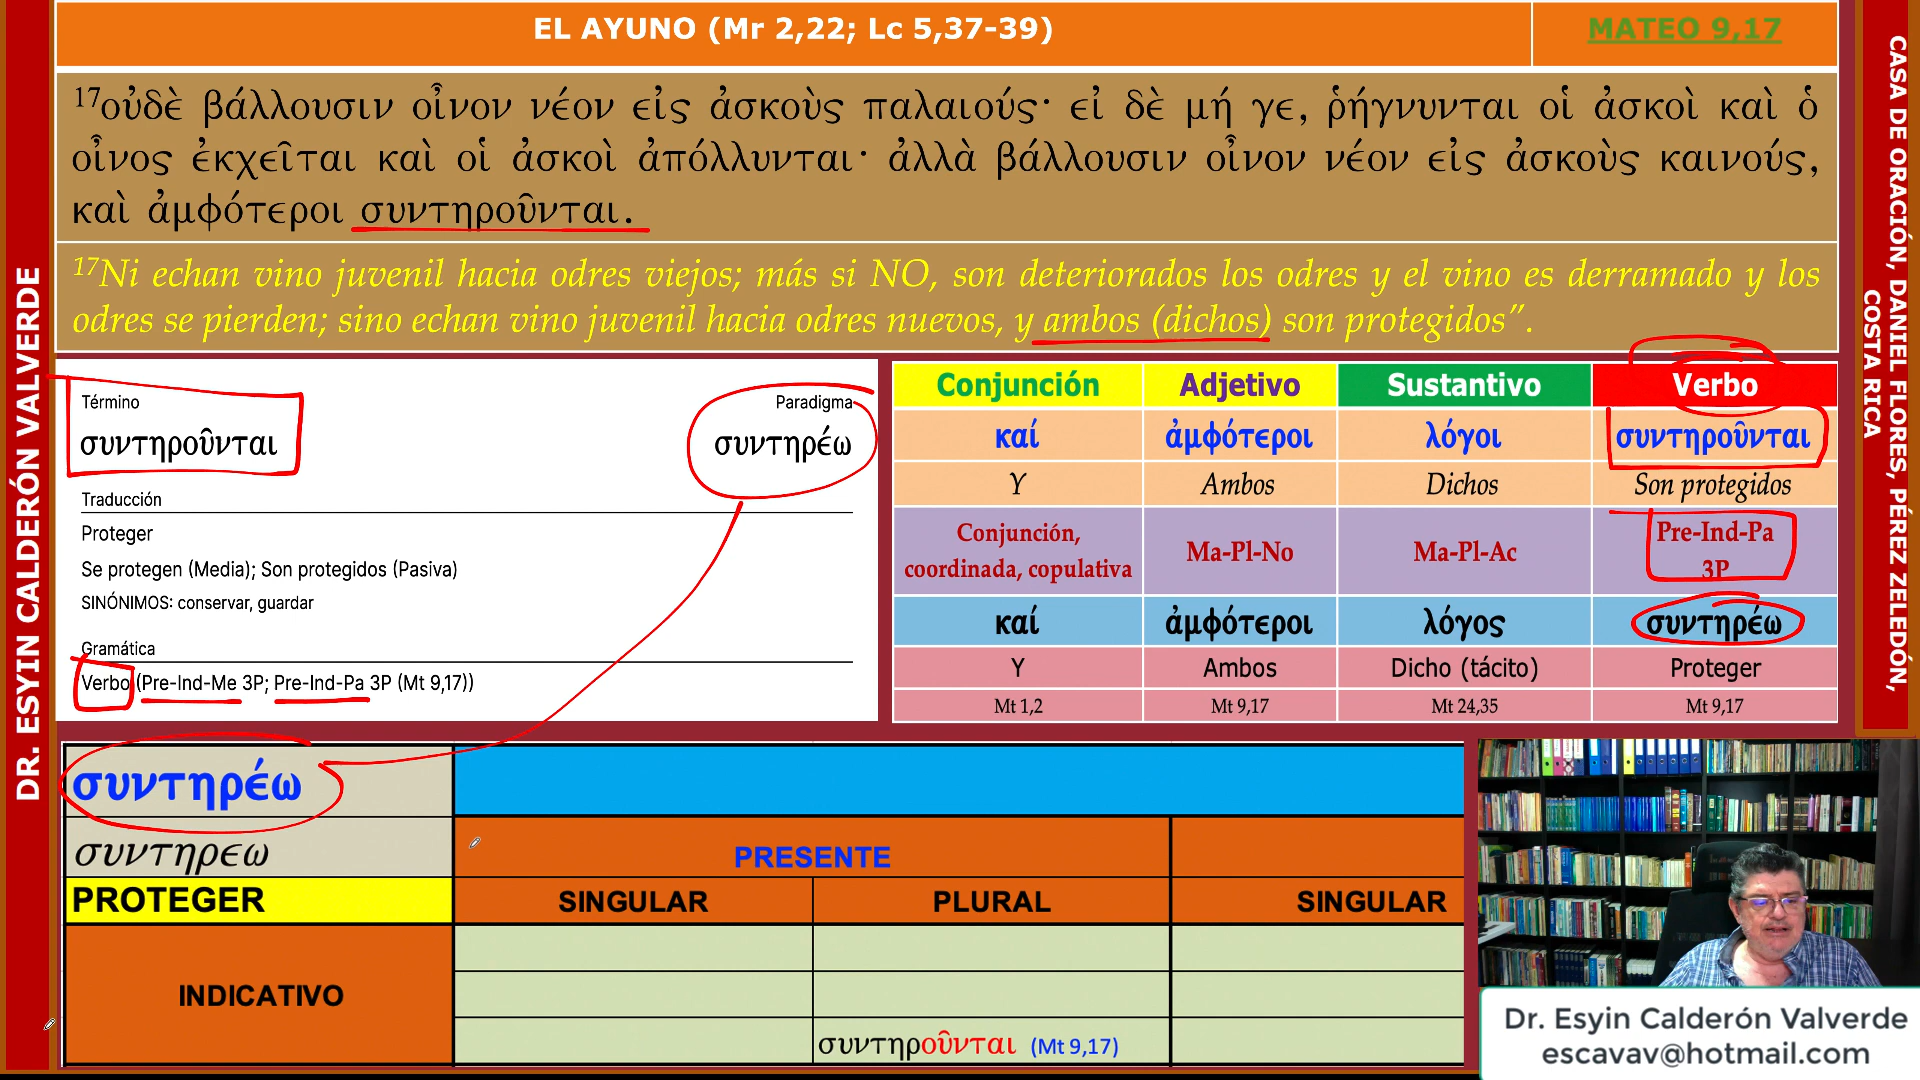 EL AYUNO (Mr 2,22; Lc 5,37-39)
MATEO 9,17
¹⁷οὐδὲ βάλλουσιν οἶνον νέον εἰς ἀσκοὺς παλαιούς· εἰ δὲ μή γε, ῥήγνυνται οἱ ἀσκοὶ καὶ ὁ
οἶνος ἐκχεῖται καὶ οἱ ἀσκοὶ ἀπόλλυνται· ἀλλὰ βάλλουσιν οἶνον νέον εἰς ἀσκοὺς καινούς,
καὶ ἀμφότεροι συντηροῦνται.
¹⁷Ni echan vino juvenil hacia odres viejos; más si NO, son deteriorados los odres y el vino es derramado y los
odres se pierden; sino echan vino juvenil hacia odres nuevos, y ambos (dichos) son protegidos”.
DR. ESYIN CALDERÓN VALVERDE
CASA DE ORACIÓN, DANIEL FLORES, PÉREZ ZELEDÓN,
COSTA RICA
Término
Paradigma
συντηροῦνται
συντηρέω
Traducción
Proteger
Se protegen (Media); Son protegidos (Pasiva)
SINÓNIMOS: conservar, guardar
Gramática
Verbo (Pre-Ind-Me 3P; Pre-Ind-Pa 3P (Mt 9,17))
Conjunción Adjetivo Sustantivo Verbo
καί ἀμφότεροι λόγοι συντηροῦνται
Y Ambos Dichos Son protegidos
Conjunción,
coordinada, copulativa
Ma-Pl-No
Ma-Pl-Ac
Pre-Ind-Pa
3P
καί ἀμφότεροι λόγος συντηρέω
Y Ambos Dicho (tácito) Proteger
Mt 1,2 Mt 9,17 Mt 24,35 Mt 9,17
συντηρέω
συντηρεω
PRESENTE
PROTEGER
SINGULAR PLURAL SINGULAR
INDICATIVO
συντηροῦνται (Mt 9,17)
Dr. Esyin Calderón Valverde
escavav@hotmail.com